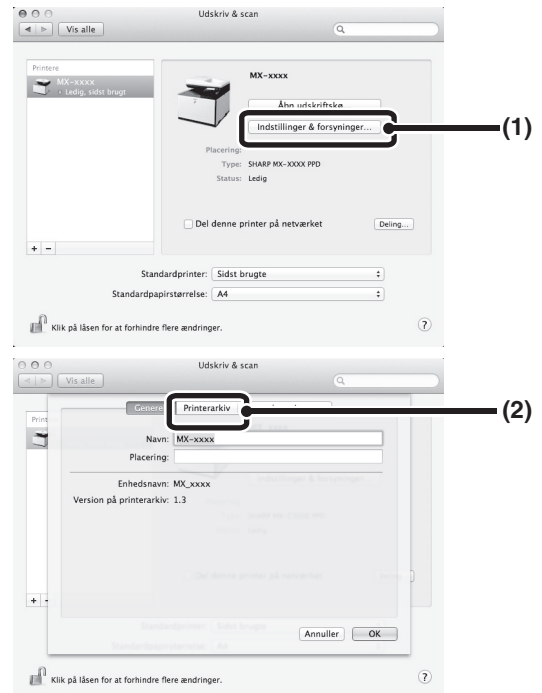 Udskriv & scan
Vis alle
Printere
MX-xxxx
• Ledig, sidst brugt
MX-xxxx
Åbn udskriftskø...
Indstillinger & forsyninger...
(1)
Placering:
Type: SHARP MX-XXXX PPD
Status: Ledig
Del denne printer på netværket
Deling...
+ −
Standardprinter: Sidst brugte
Standardpapirstørrelse: A4
Klik på låsen for at forhindre flere ændringer.
?
Udskriv & scan
Vis alle
Printerarkiv
(2)
Navn: MX-xxxx
Placering:
Enhedsnavn: MX_xxxx
Version på printerarkiv: 1.3
+ -
Annuller
OK
Klik på låsen for at forhindre flere ændringer.
?